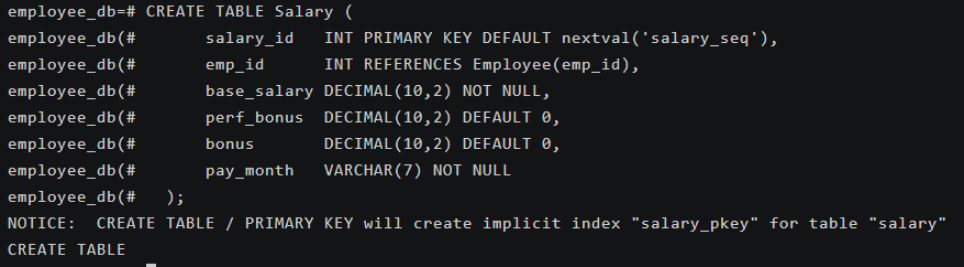 employee_db=# CREATE TABLE Salary (
employee_db(#       salary_id   INT PRIMARY KEY DEFAULT nextval('salary_seq'),
employee_db(#       emp_id      INT REFERENCES Employee(emp_id),
employee_db(#       base_salary DECIMAL(10,2) NOT NULL,
employee_db(#       perf_bonus  DECIMAL(10,2) DEFAULT 0,
employee_db(#       bonus       DECIMAL(10,2) DEFAULT 0,
employee_db(#       pay_month   VARCHAR(7) NOT NULL
employee_db(#   );
NOTICE:  CREATE TABLE / PRIMARY KEY will create implicit index "salary_pkey" for table "salary"
CREATE TABLE